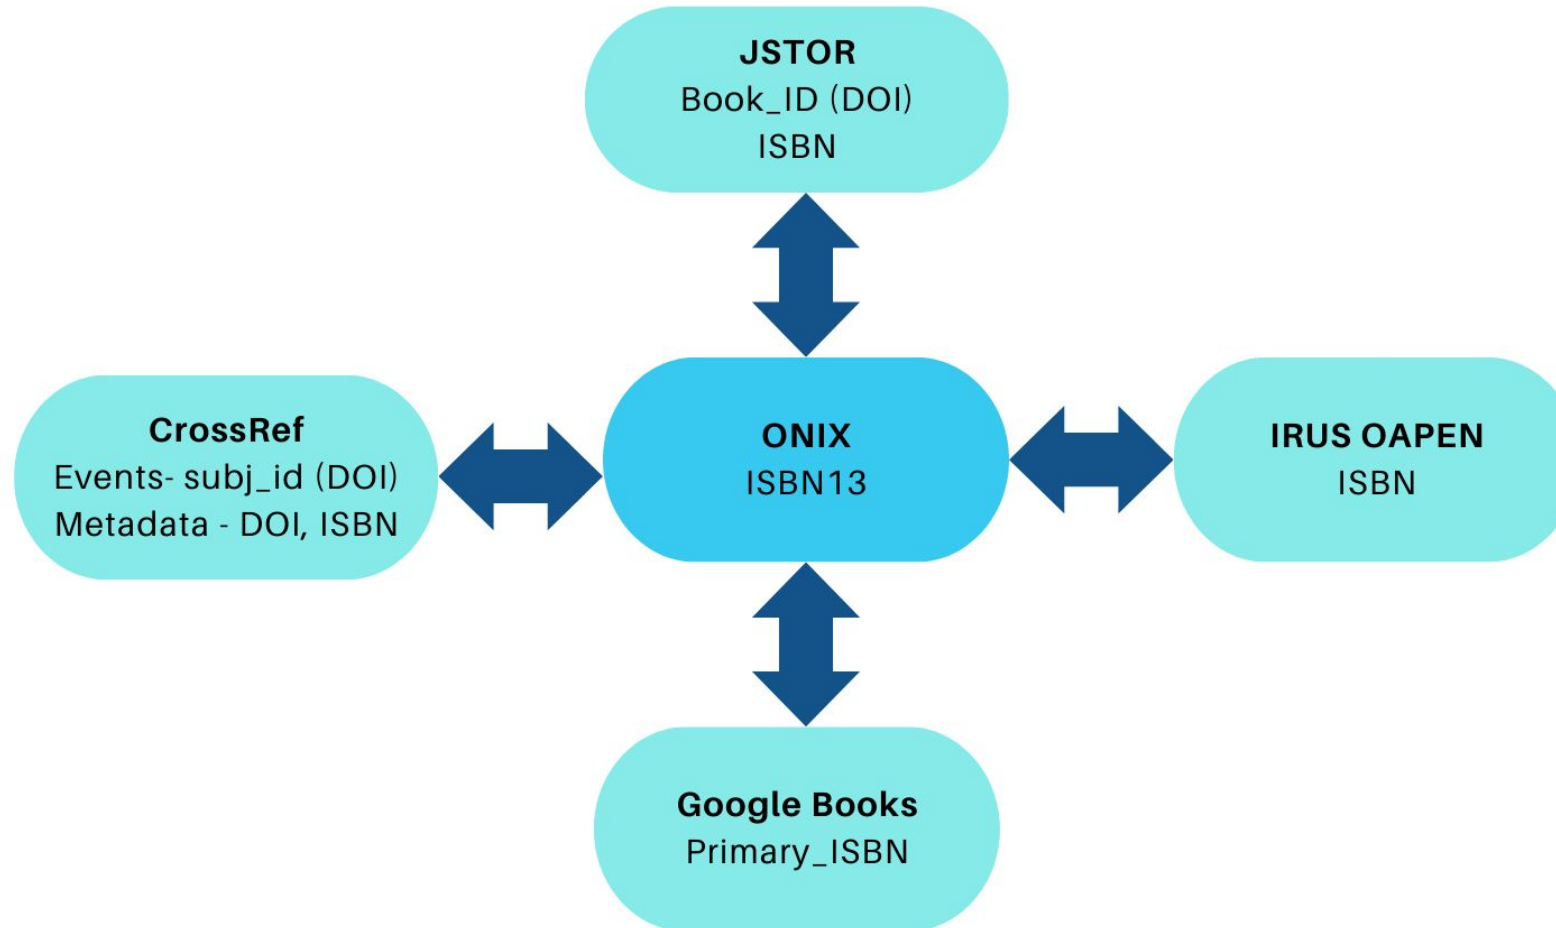 JSTOR
Book_ID (DOI)
ISBN
CrossRef
Events- subj_id (DOI)
Metadata - DOI, ISBN
ONIX
ISBN13
IRUS OAPEN
ISBN
Google Books
Primary_ISBN